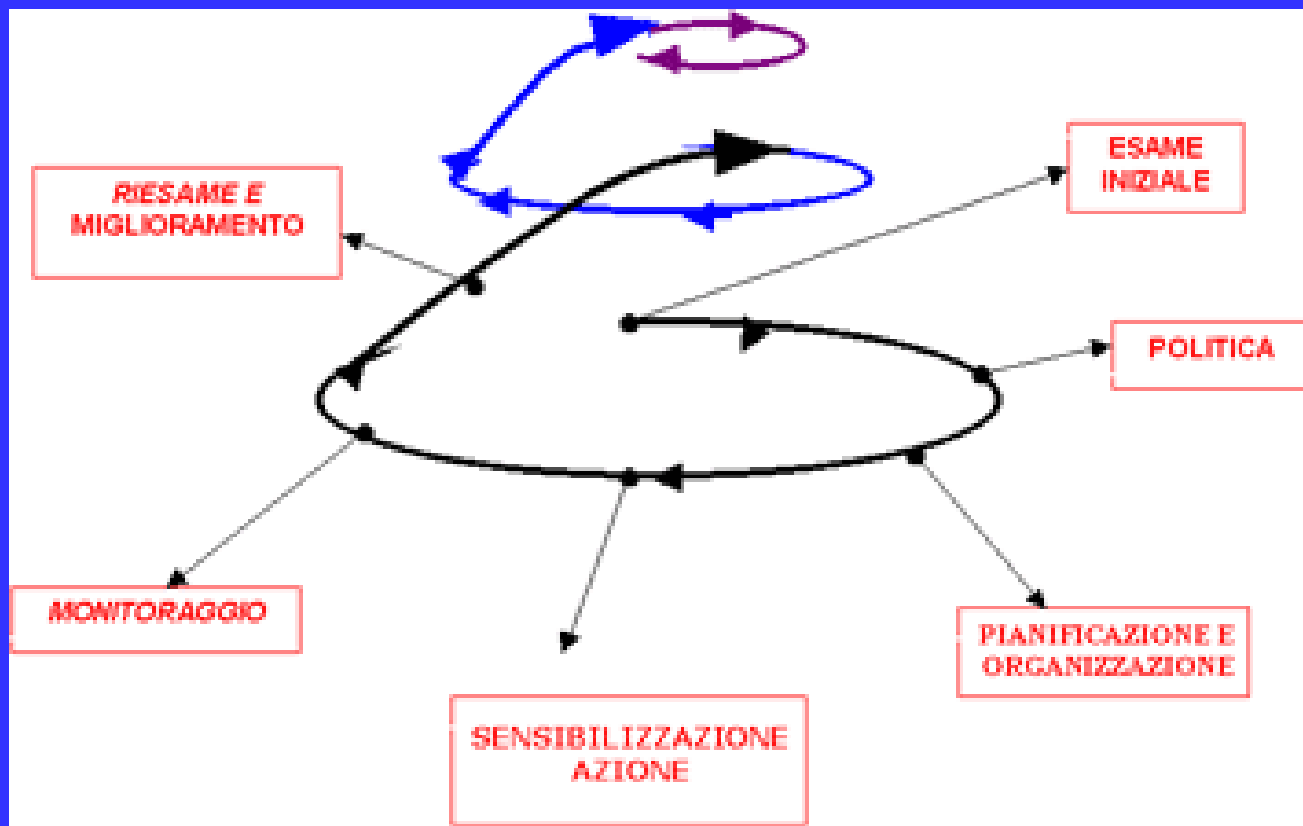 ESAME
INIZIALE
POLITICA
PIANIFICAZIONE E
ORGANIZZAZIONE
SENSIBILIZZAZIONE
AZIONE
MONITORAGGIO
RIESAME E
MIGLIORAMENTO